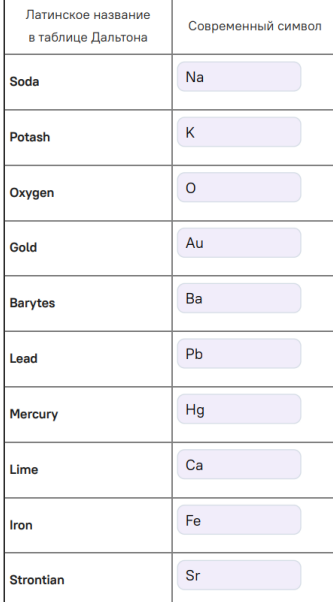 Латинское название
в таблице Дальтона
Современный символ
Soda
Na
Potash
K
Oxygen
O
Gold
Au
Barytes
Ba
Lead
Pb
Mercury
Hg
Lime
Ca
Iron
Fe
Strontian
Sr